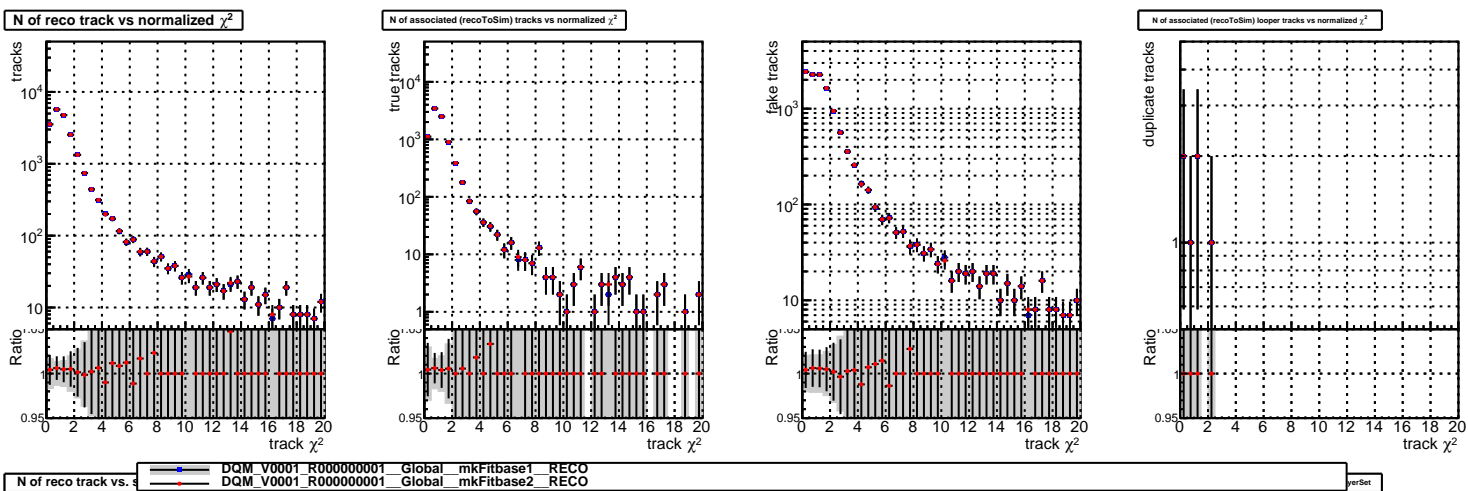 N of reco track vs normalized χ²
N of associated (recoToSim) tracks vs normalized χ²
N of associated (recoToSim) looper tracks vs normalized χ²
tracks
10⁴
10³
10²
10
Ratio
1
0.95
0 2 4 6 8 10 12 14 16 18 20
track χ²
true tracks
10⁴
10³
10²
10
1
Ratio
1
0.95
0 2 4 6 8 10 12 14 16 18 20
track χ²
fake tracks
10³
10²
10
Ratio
1
0.95
0 2 4 6 8 10 12 14 16 18 20
track χ²
duplicate tracks
1
Ratio
1
0.95
0 2 4 6 8 10 12 14 16 18 20
track χ²
DQM_V0001_R000000001__Global__mkFitbase1__RECO
DQM_V0001_R000000001__Global__mkFitbase2__RECO
N of reco track vs. s
yerSet